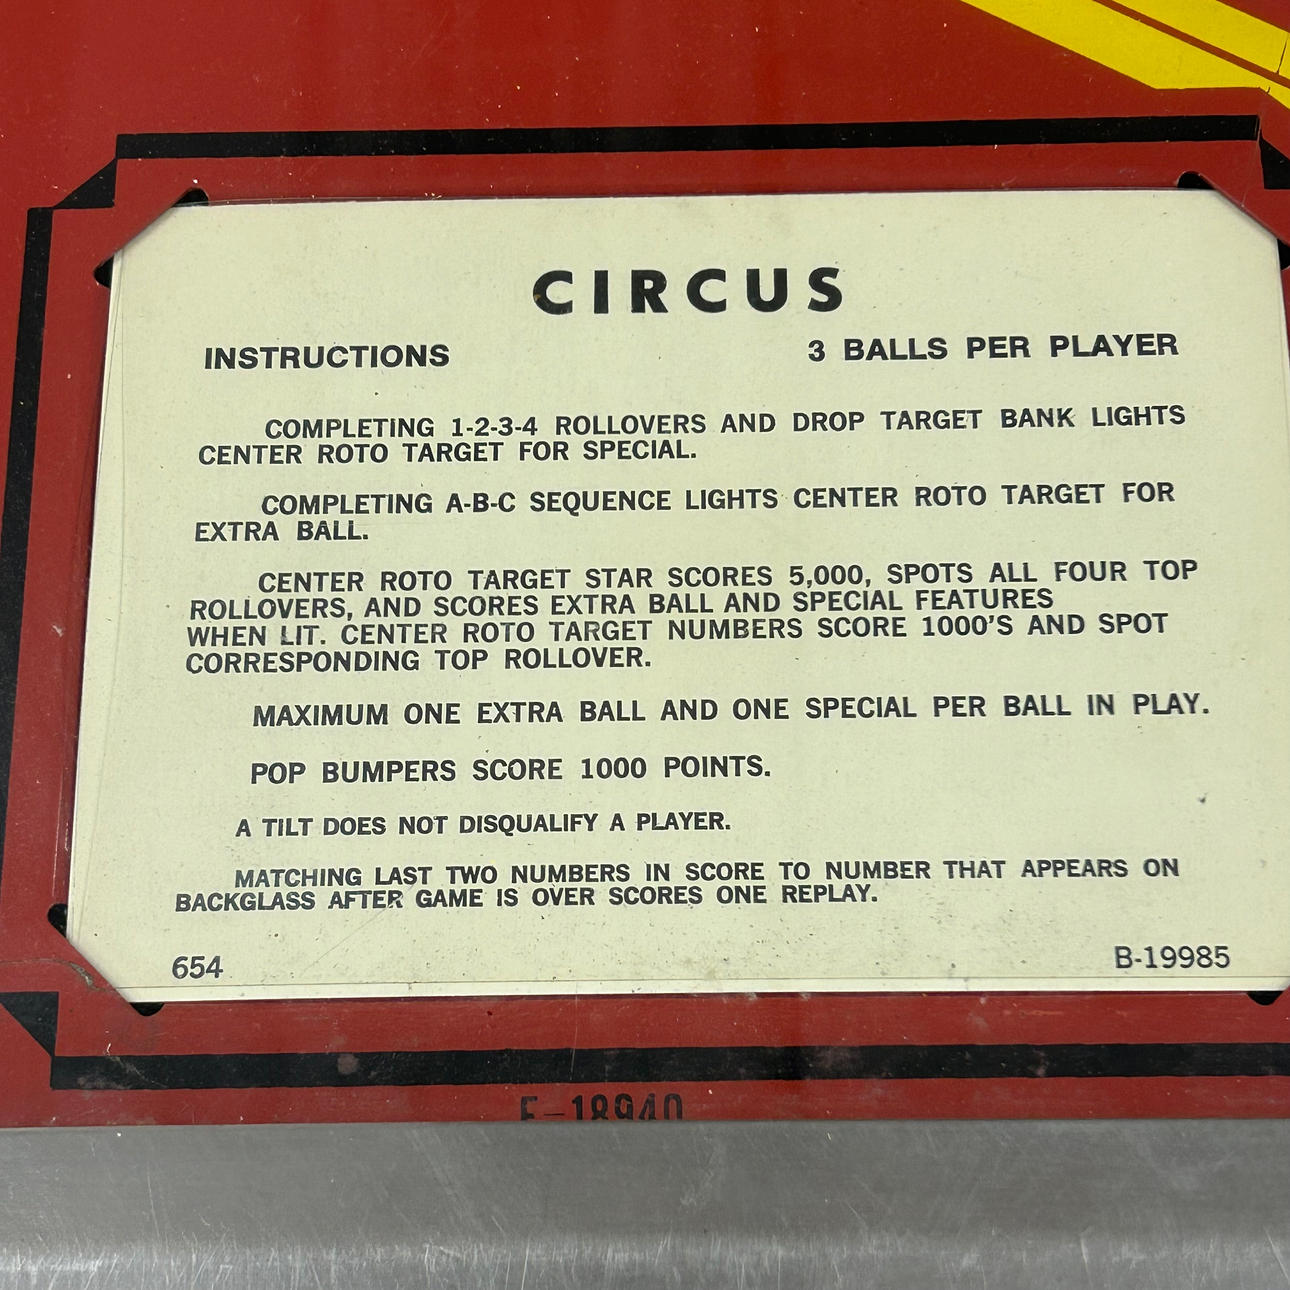 CIRCUS
INSTRUCTIONS 3 BALLS PER PLAYER
COMPLETING 1-2-3-4 ROLLOVERS AND DROP TARGET BANK LIGHTS
CENTER ROTO TARGET FOR SPECIAL.
COMPLETING A-B-C SEQUENCE LIGHTS CENTER ROTO TARGET FOR
EXTRA BALL.
CENTER ROTO TARGET STAR SCORES 5,000, SPOTS ALL FOUR TOP
ROLLOVERS, AND SCORES EXTRA BALL AND SPECIAL FEATURES
WHEN LIT. CENTER ROTO TARGET NUMBERS SCORE 1000'S AND SPOT
CORRESPONDING TOP ROLLOVER.
MAXIMUM ONE EXTRA BALL AND ONE SPECIAL PER BALL IN PLAY.
POP BUMPERS SCORE 1000 POINTS.
A TILT DOES NOT DISQUALIFY A PLAYER.
MATCHING LAST TWO NUMBERS IN SCORE TO NUMBER THAT APPEARS ON
BACKGLASS AFTER GAME IS OVER SCORES ONE REPLAY.
654 B-19985